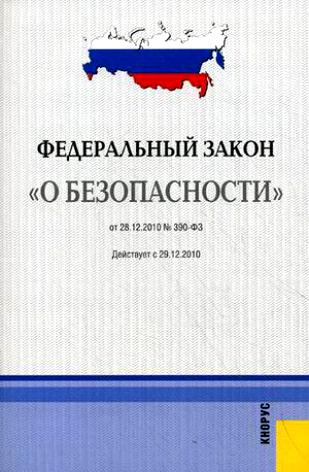 ФЕДЕРАЛЬНЫЙ ЗАКОН
«О БЕЗОПАСНОСТИ»
от 28.12.2010 № 390-ФЗ
Действует с 29.12.2010
КНОРУС